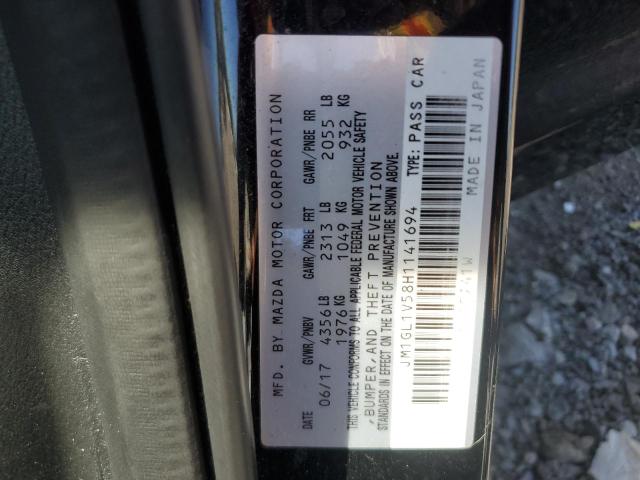 MFD. BY MAZDA MOTOR CORPORATION
DATE GVWR/PNBV GAWR/PNBE FRT GAWR/PNBE RR
06/17 4356 LB 2313 LB 2055 LB
1976 KG 1049 KG 932 KG
THIS VEHICLE CONFORMS TO ALL APPLICABLE FEDERAL MOTOR VEHICLE SAFETY
,BUMPER,AND THEFT PREVENTION
STANDARDS IN EFFECT ON THE DATE OF MANUFACTURE SHOWN ABOVE.
JM1GL1V58H1141694 TYPE: PASS CAR
MADE IN JAPAN